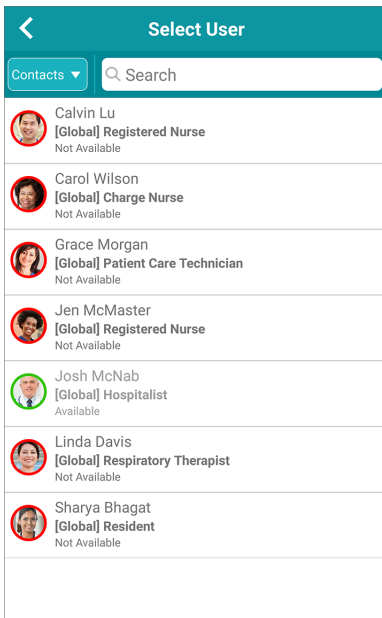 Select User
Contacts ▼
Search
Calvin Lu
[Global] Registered Nurse
Not Available
Carol Wilson
[Global] Charge Nurse
Not Available
Grace Morgan
[Global] Patient Care Technician
Not Available
Jen McMaster
[Global] Registered Nurse
Not Available
Josh McNab
[Global] Hospitalist
Available
Linda Davis
[Global] Respiratory Therapist
Not Available
Sharya Bhagat
[Global] Resident
Not Available